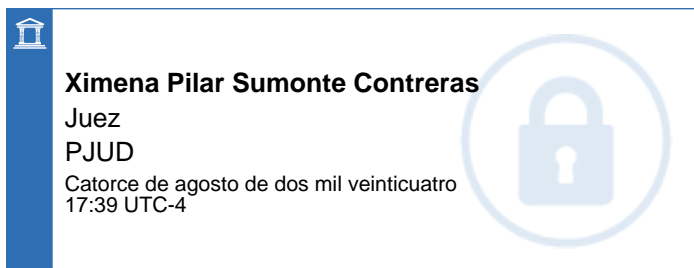 Ximena Pilar Sumonte Contreras
Juez
PJUD
Catorce de agosto de dos mil veinticuatro
17:39 UTC-4